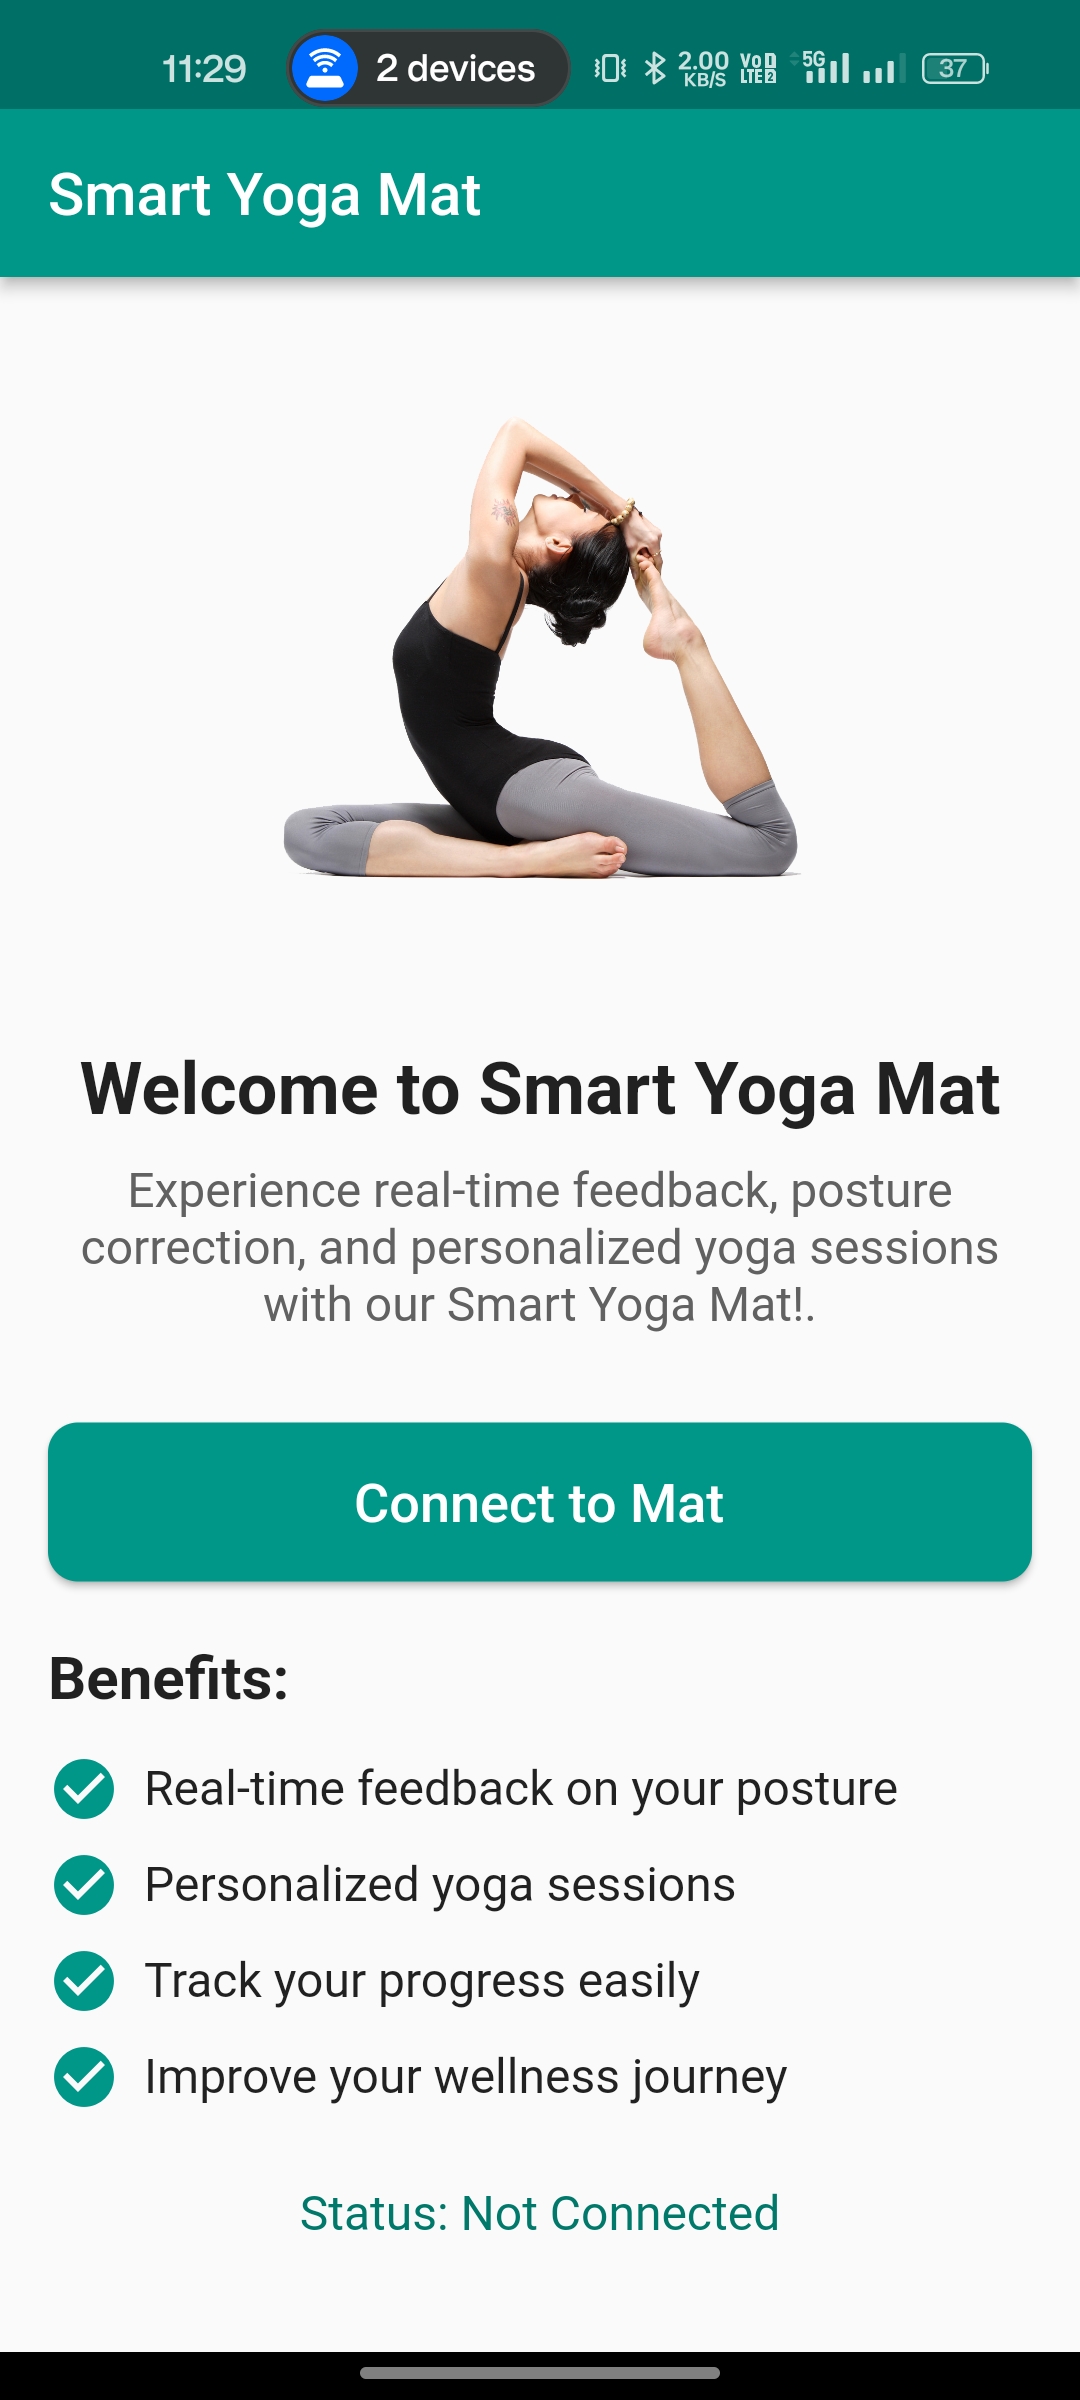 11:29 2 devices 2.00 KB/S VoD LTE2 5G 37
Smart Yoga Mat
Welcome to Smart Yoga Mat
Experience real-time feedback, posture
correction, and personalized yoga sessions
with our Smart Yoga Mat!.
Connect to Mat
Benefits:
Real-time feedback on your posture
Personalized yoga sessions
Track your progress easily
Improve your wellness journey
Status: Not Connected